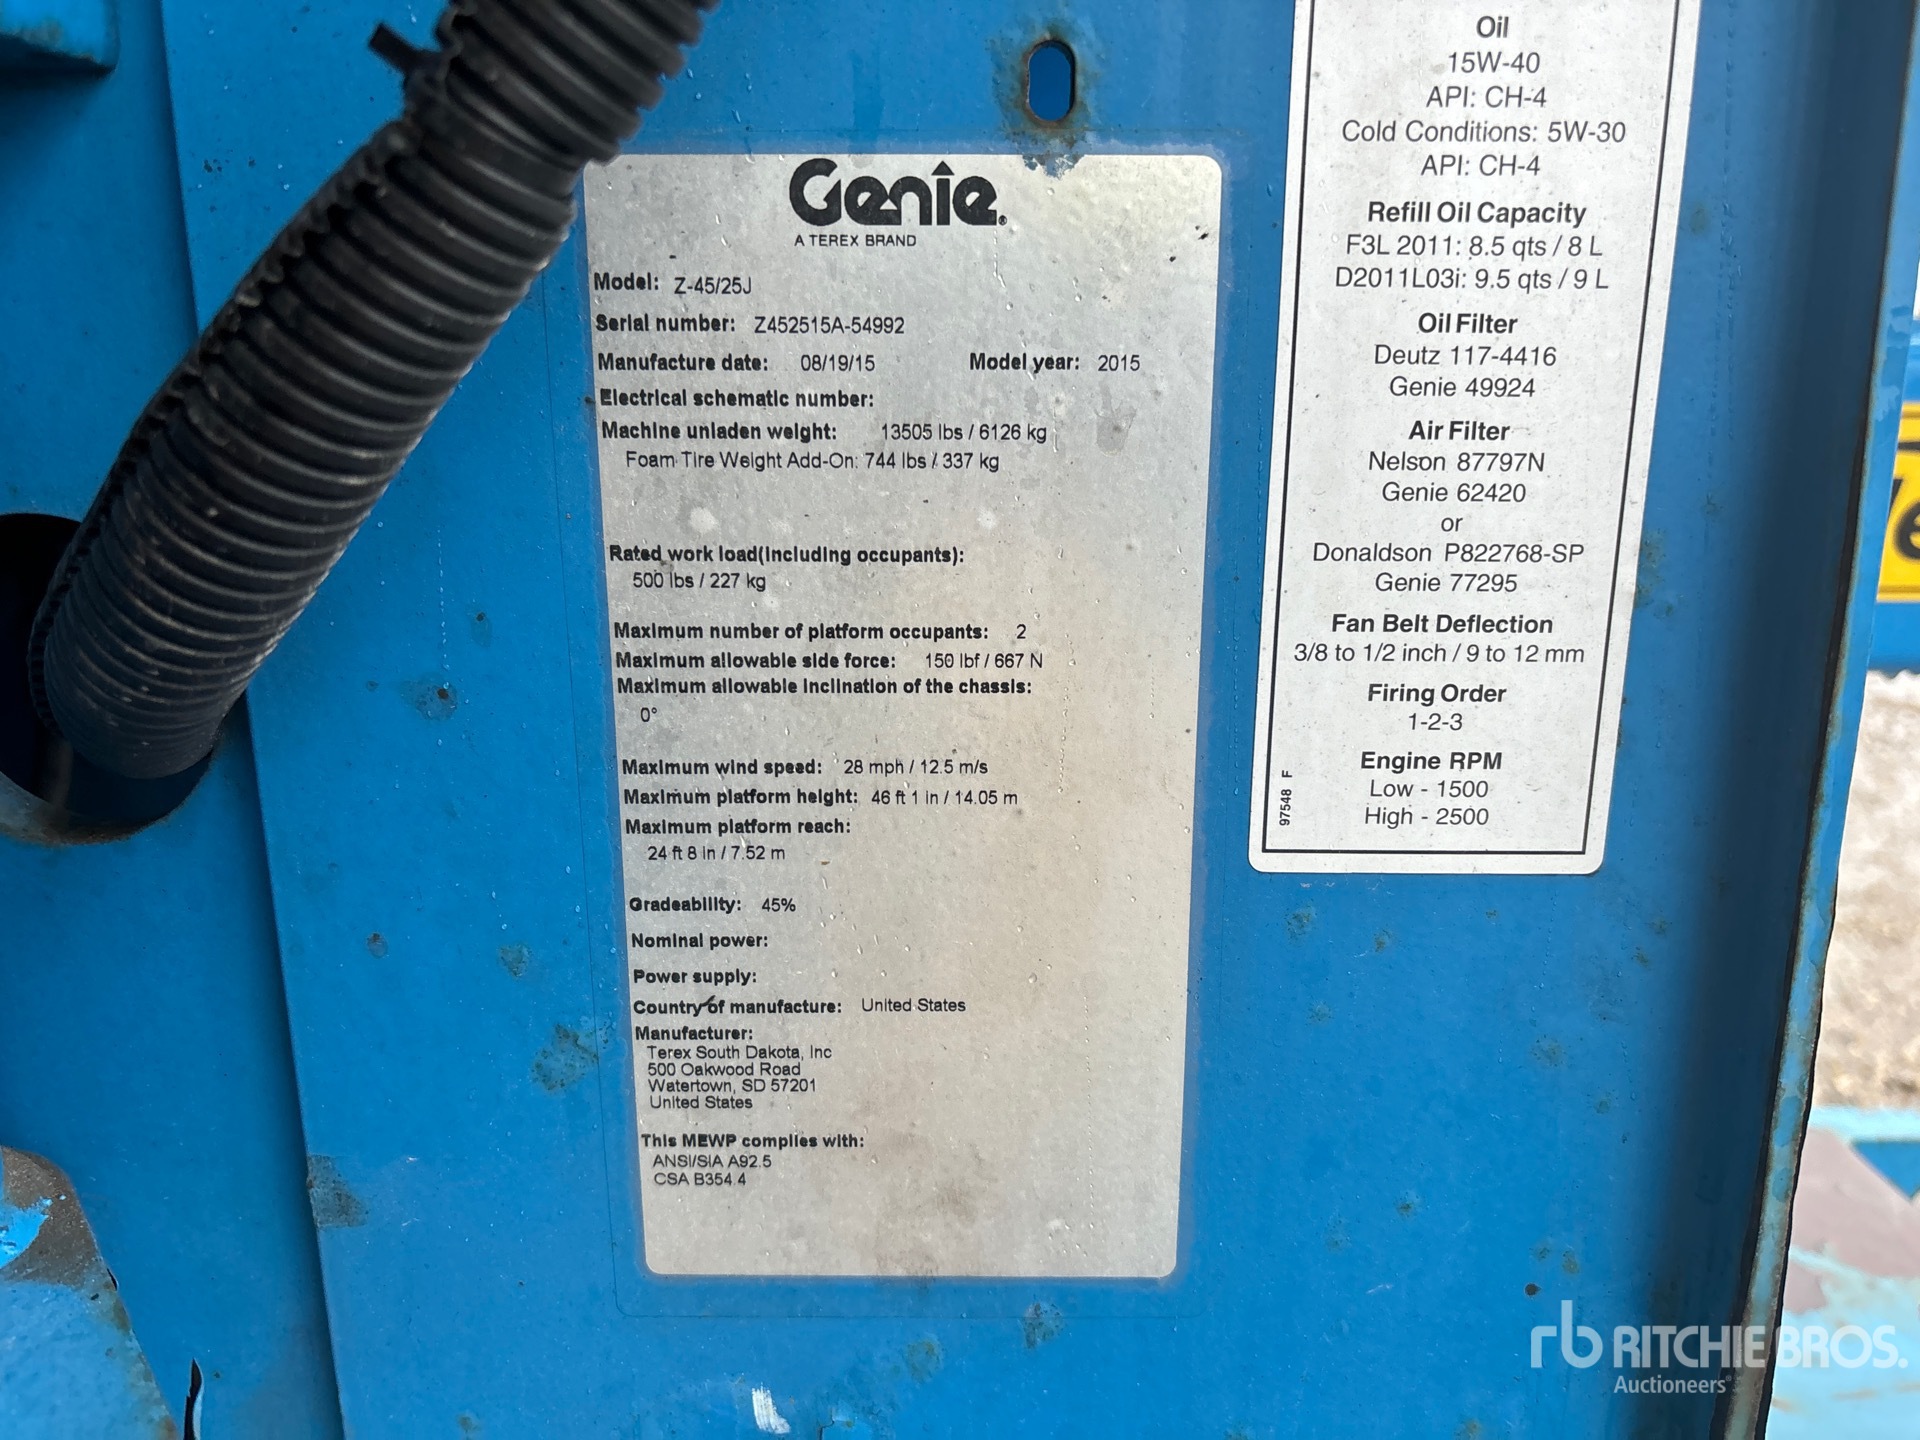 Genie
A TEREX BRAND
Model: Z-45/25J
Serial number: Z452515A-54992
Manufacture date: 08/19/15 Model year: 2015
Electrical schematic number:
Machine unladen weight: 13505 lbs / 6126 kg
Foam Tire Weight Add-On: 744 lbs / 337 kg
Rated work load(including occupants):
500 lbs / 227 kg
Maximum number of platform occupants: 2
Maximum allowable side force: 150 lbf / 667 N
Maximum allowable inclination of the chassis:
0°
Maximum wind speed: 28 mph / 12.5 m/s
Maximum platform height: 46 ft 1 in / 14.05 m
Maximum platform reach:
24 ft 8 in / 7.52 m
Gradeability: 45%
Nominal power:
Power supply:
Country of manufacture: United States
Manufacturer:
Terex South Dakota, Inc
500 Oakwood Road
Watertown, SD 57201
United States
This MEWP complies with:
ANSI/SIA A92.5
CSA B354.4
Oil
15W-40
API: CH-4
Cold Conditions: 5W-30
API: CH-4
Refill Oil Capacity
F3L 2011: 8.5 qts / 8 L
D2011L03i: 9.5 qts / 9 L
Oil Filter
Deutz 117-4416
Genie 49924
Air Filter
Nelson 87797N
Genie 62420
or
Donaldson P822768-SP
Genie 77295
Fan Belt Deflection
3/8 to 1/2 inch / 9 to 12 mm
Firing Order
1-2-3
Engine RPM
Low - 1500
High - 2500
97548 F
rb RITCHIE BROS.
Auctioneers